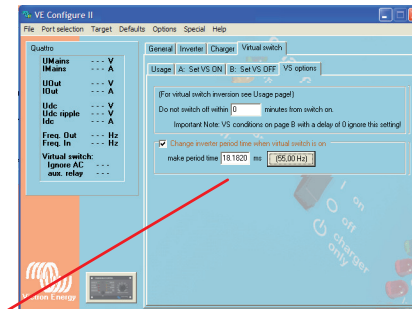 VE Configure II
File Port selection Target Defaults Options Special Help
Quattro
UMains --- V
UMains --- A
UOut --- V
IOut --- A
Udc --- V
Udc ripple --- V
Idc --- A
Freq. Out --- Hz
Freq. In --- Hz
Virtual switch:
Ignore AC ---
aux. relay ---
General Inverter Charger Virtual switch
Usage A: Set VS ON B: Set VS OFF VS options
(For virtual switch inversion see Usage page!)
Do not switch off within 0 minutes from switch on.
Important Note: VS conditions on page B with a delay of 0 ignore this setting!
Change inverter period time when virtual switch is on
make period time 18.1820 ms (55,00 Hz)
on
off
charger
only
victron Energy